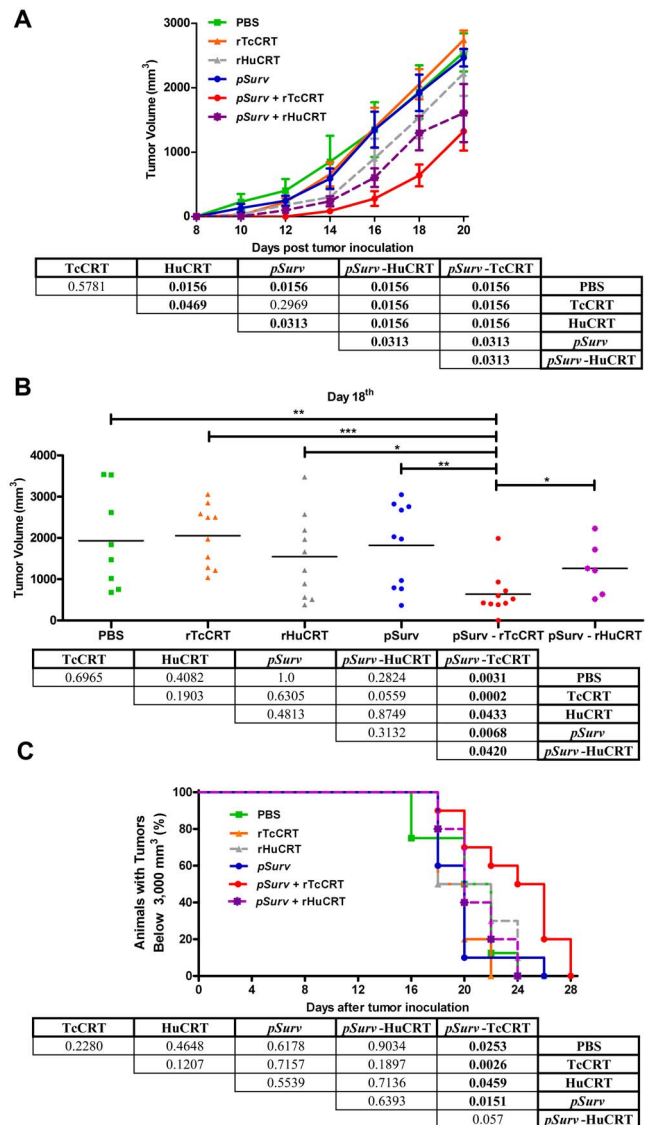 A
3000
2000
1000
0
Tumor Volume (mm³)
PBS
rTcCRT
rHuCRT
pSurv
pSurv + rTcCRT
pSurv + rHuCRT
8 10 12 14 16 18 20
Days post tumor inoculation
TcCRT HuCRT pSurv pSurv-HuCRT pSurv-TcCRT
0.5781 0.0156 0.0156 0.0156 0.0156 PBS
0.0469 0.2969 0.0156 0.0156 TcCRT
0.0313 0.0156 0.0156 HuCRT
0.0313 0.0313 pSurv
0.0313 pSurv-HuCRT
B
Day 18th
**
***
*
**
*
4000
3000
2000
1000
0
Tumor Volume (mm³)
PBS rTcCRT rHuCRT pSurv pSurv - rTcCRT pSurv - rHuCRT
TcCRT HuCRT pSurv pSurv-HuCRT pSurv-TcCRT
0.6965 0.4082 1.0 0.2824 0.0031 PBS
0.1903 0.6305 0.0559 0.0002 TcCRT
0.4813 0.8749 0.0433 HuCRT
0.3132 0.0068 pSurv
0.0420 pSurv-HuCRT
C
100
80
60
40
20
0
Animals with Tumors
Below 3,000 mm³ (%)
PBS
rTcCRT
rHuCRT
pSurv
pSurv + rTcCRT
pSurv + rHuCRT
0 4 8 12 16 20 24 28
Days after tumor inoculation
TcCRT HuCRT pSurv pSurv-HuCRT pSurv-TcCRT
0.2280 0.4648 0.6178 0.9034 0.0253 PBS
0.1207 0.7157 0.1897 0.0026 TcCRT
0.5539 0.7136 0.0459 HuCRT
0.6393 0.0151 pSurv
0.057 pSurv-HuCRT